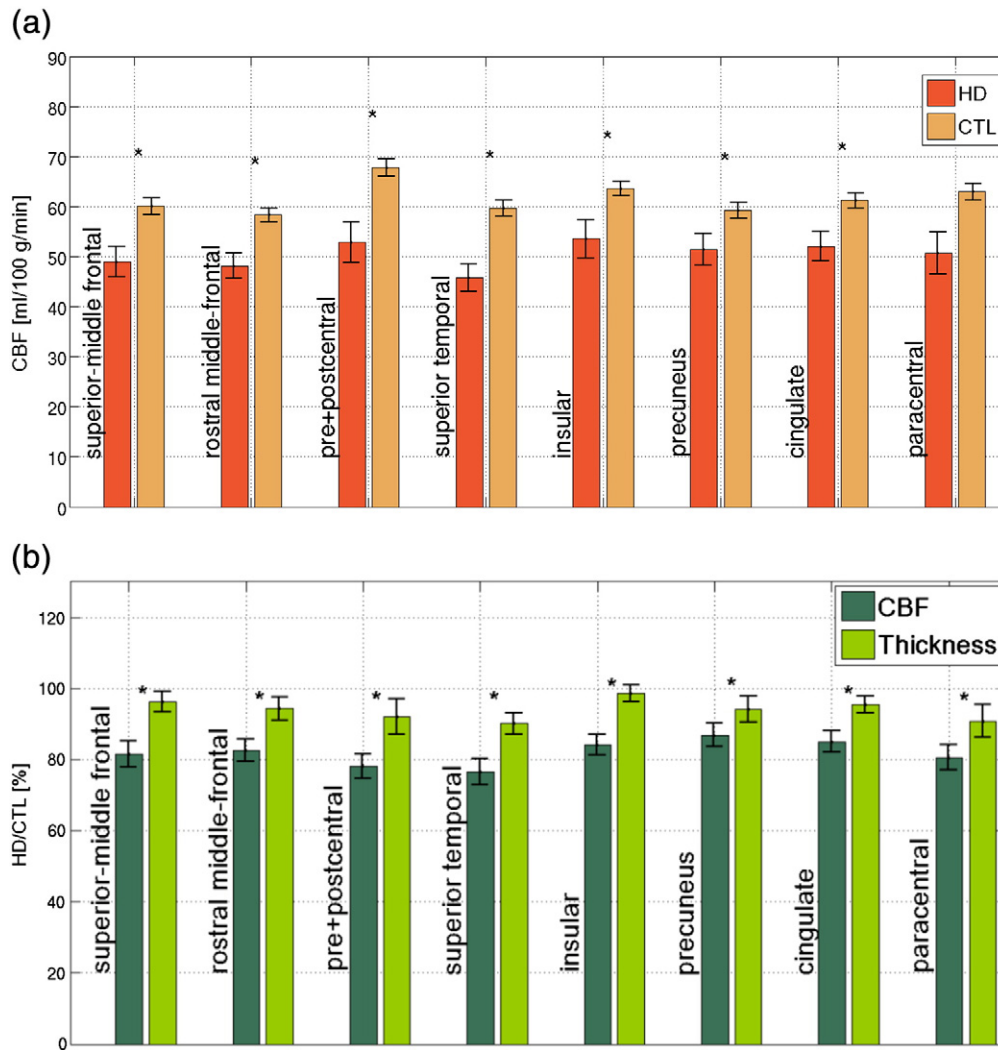 (a)
90
80
70
60
50
40
30
20
10
0
CBF [ml/100 g/min]
HD
CTL
* * * * * * *
superior-middle frontal
rostral middle-frontal
pre+postcentral
superior temporal
insular
precuneus
cingulate
paracentral
(b)
120
100
80
60
40
20
0
HD/CTL [%]
CBF
Thickness
* * * * * * * *
superior-middle frontal
rostral middle-frontal
pre+postcentral
superior temporal
insular
precuneus
cingulate
paracentral